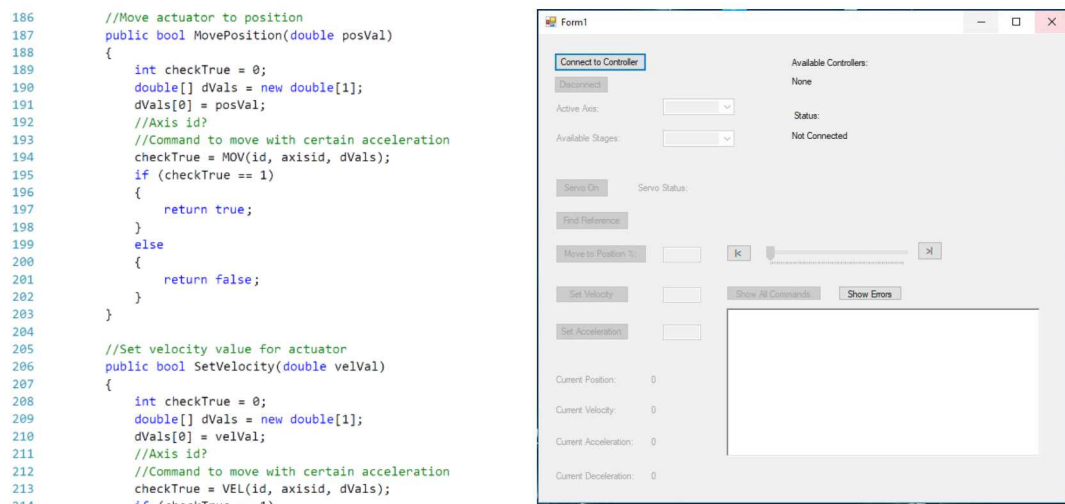 186 //Move actuator to position
187 public bool MovePosition(double posVal)
188 {
189 int checkTrue = 0;
190 double[] dVals = new double[1];
191 dVals[0] = posVal;
192 //Axis id?
193 //Command to move with certain acceleration
194 checkTrue = MOV(id, axisid, dVals);
195 if (checkTrue == 1)
196 {
197 return true;
198 }
199 else
200 {
201 return false;
202 }
203 }
204
205 //Set velocity value for actuator
206 public bool SetVelocity(double velVal)
207 {
208 int checkTrue = 0;
209 double[] dVals = new double[1];
210 dVals[0] = velVal;
211 //Axis id?
212 //Command to move with certain acceleration
213 checkTrue = VEL(id, axisid, dVals);
214 if (checkTrue == 1)
Form1
Connect to Controller
Available Controllers:
Disconnect
None
Active Axis:
Status:
Available Stages:
Not Connected
Servo On Servo Status:
Find Reference
Move to Position %: |< >|
Set Velocity Show All Commands Show Errors
Set Acceleration
Current Position: 0
Current Velocity: 0
Current Acceleration: 0
Current Deceleration: 0